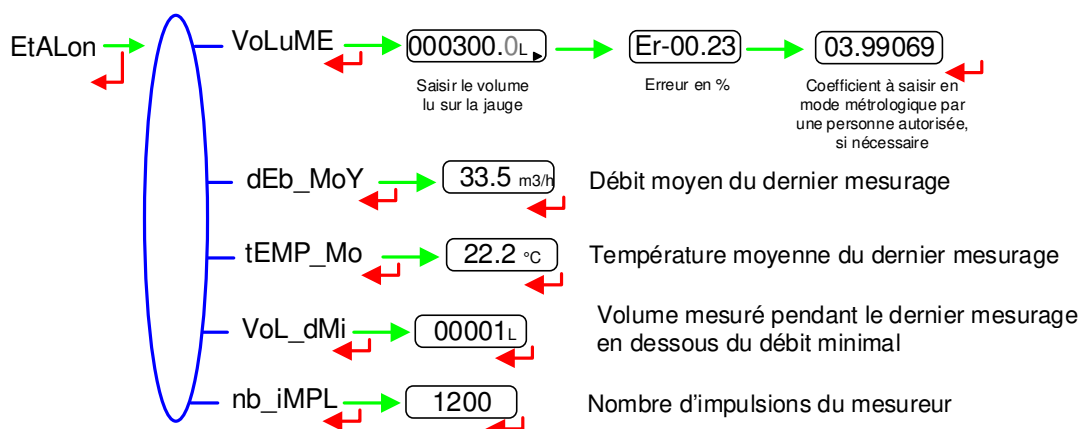 EtALon
VoLuME
000300.0L
Er-00.23
03.99069
Saisir le volume
lu sur la jauge
Erreur en %
Coefficient à saisir en
mode métrologique par
une personne autorisée,
si nécessaire
dEb_MoY
33.5 m3/h
Débit moyen du dernier mesurage
tEMP_Mo
22.2 °C
Température moyenne du dernier mesurage
VoL_dMi
00001L
Volume mesuré pendant le dernier mesurage
en dessous du débit minimal
nb_iMPL
1200
Nombre d'impulsions du mesureur